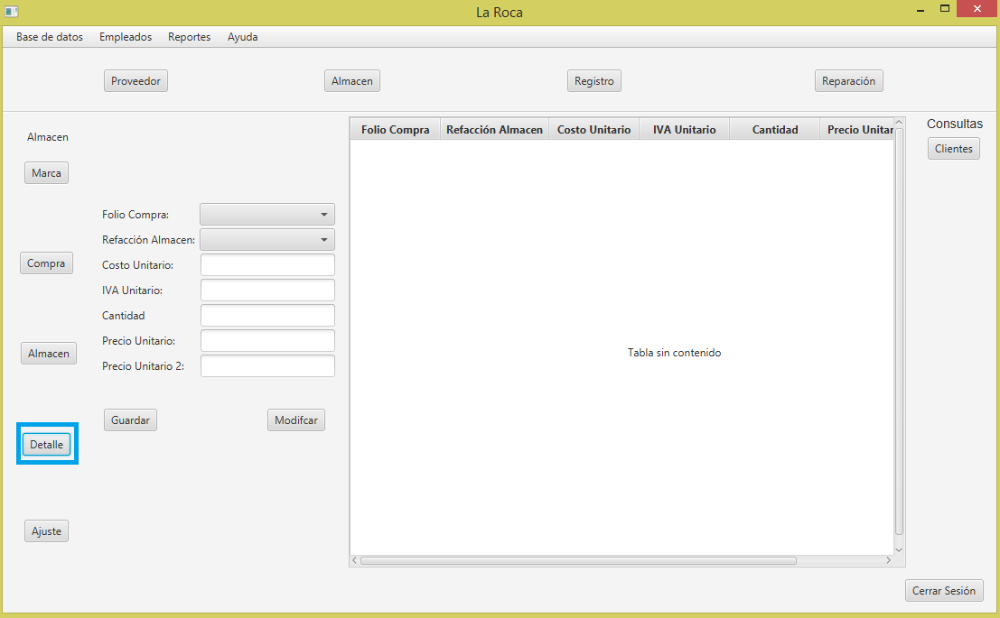 La Roca
Base de datos Empleados Reportes Ayuda
Proveedor Almacen Registro Reparación
Almacen
Marca
Compra
Almacen
Detalle
Ajuste
Folio Compra:
Refacción Almacen:
Costo Unitario:
IVA Unitario:
Cantidad
Precio Unitario:
Precio Unitario 2:
Guardar Modifcar
Folio Compra Refacción Almacen Costo Unitario IVA Unitario Cantidad Precio Unitar
Tabla sin contenido
Consultas
Clientes
Cerrar Sesión